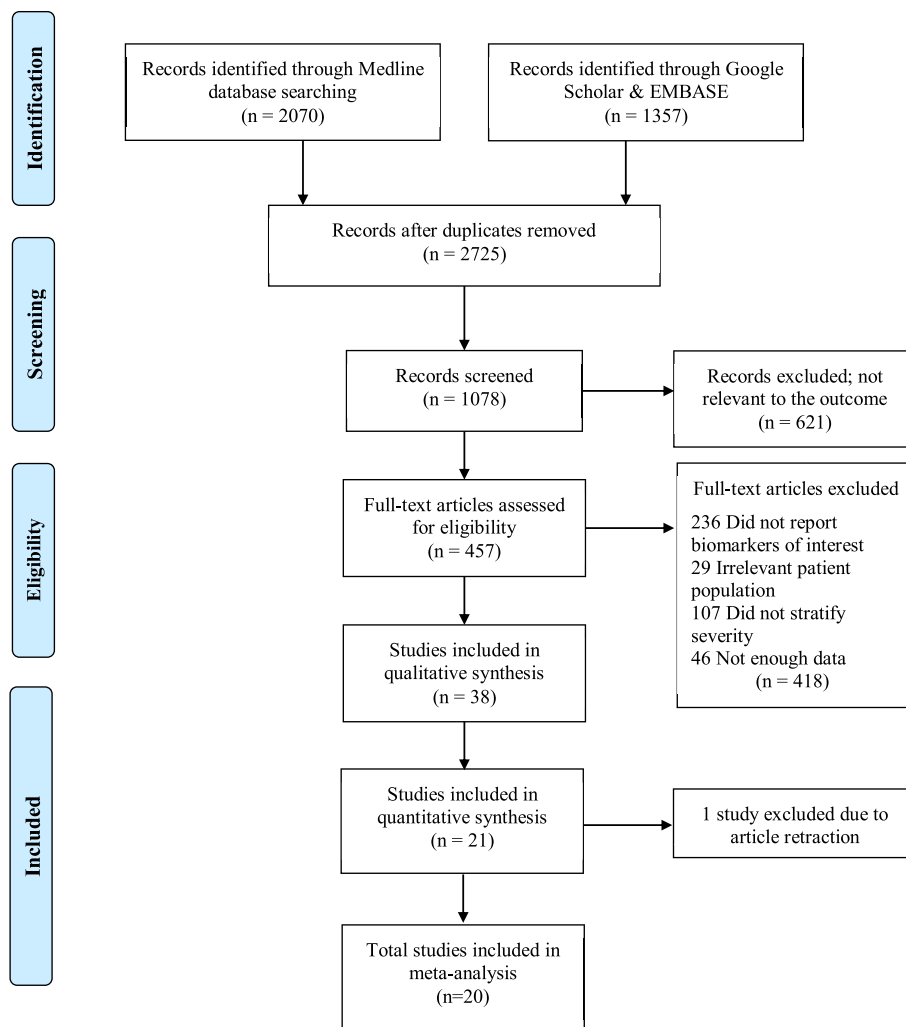 Identification
Records identified through Medline
database searching
(n = 2070)
Records identified through Google
Scholar & EMBASE
(n = 1357)
Records after duplicates removed
(n = 2725)
Screening
Records screened
(n = 1078)
Records excluded; not
relevant to the outcome
(n = 621)
Eligibility
Full-text articles assessed
for eligibility
(n = 457)
Full-text articles excluded
236 Did not report
biomarkers of interest
29 Irrelevant patient
population
107 Did not stratify
severity
46 Not enough data
(n = 418)
Studies included in
qualitative synthesis
(n = 38)
Included
Studies included in
quantitative synthesis
(n = 21)
1 study excluded due to
article retraction
Total studies included in
meta-analysis
(n=20)